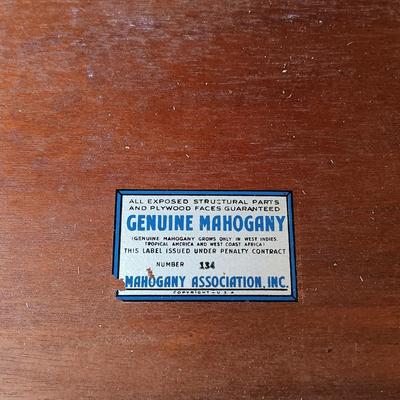 ALL EXPOSED STRUCTURAL PARTS
AND PLYWOOD FACES GUARANTEED
GENUINE MAHOGANY
(GENUINE MAHOGANY GROWS ONLY IN WEST INDIES,
TROPICAL AMERICA AND WEST COAST AFRICA)
THIS LABEL ISSUED UNDER PENALTY CONTRACT
NUMBER 134
MAHOGANY ASSOCIATION, INC.
COPYRIGHT - U.S.A.